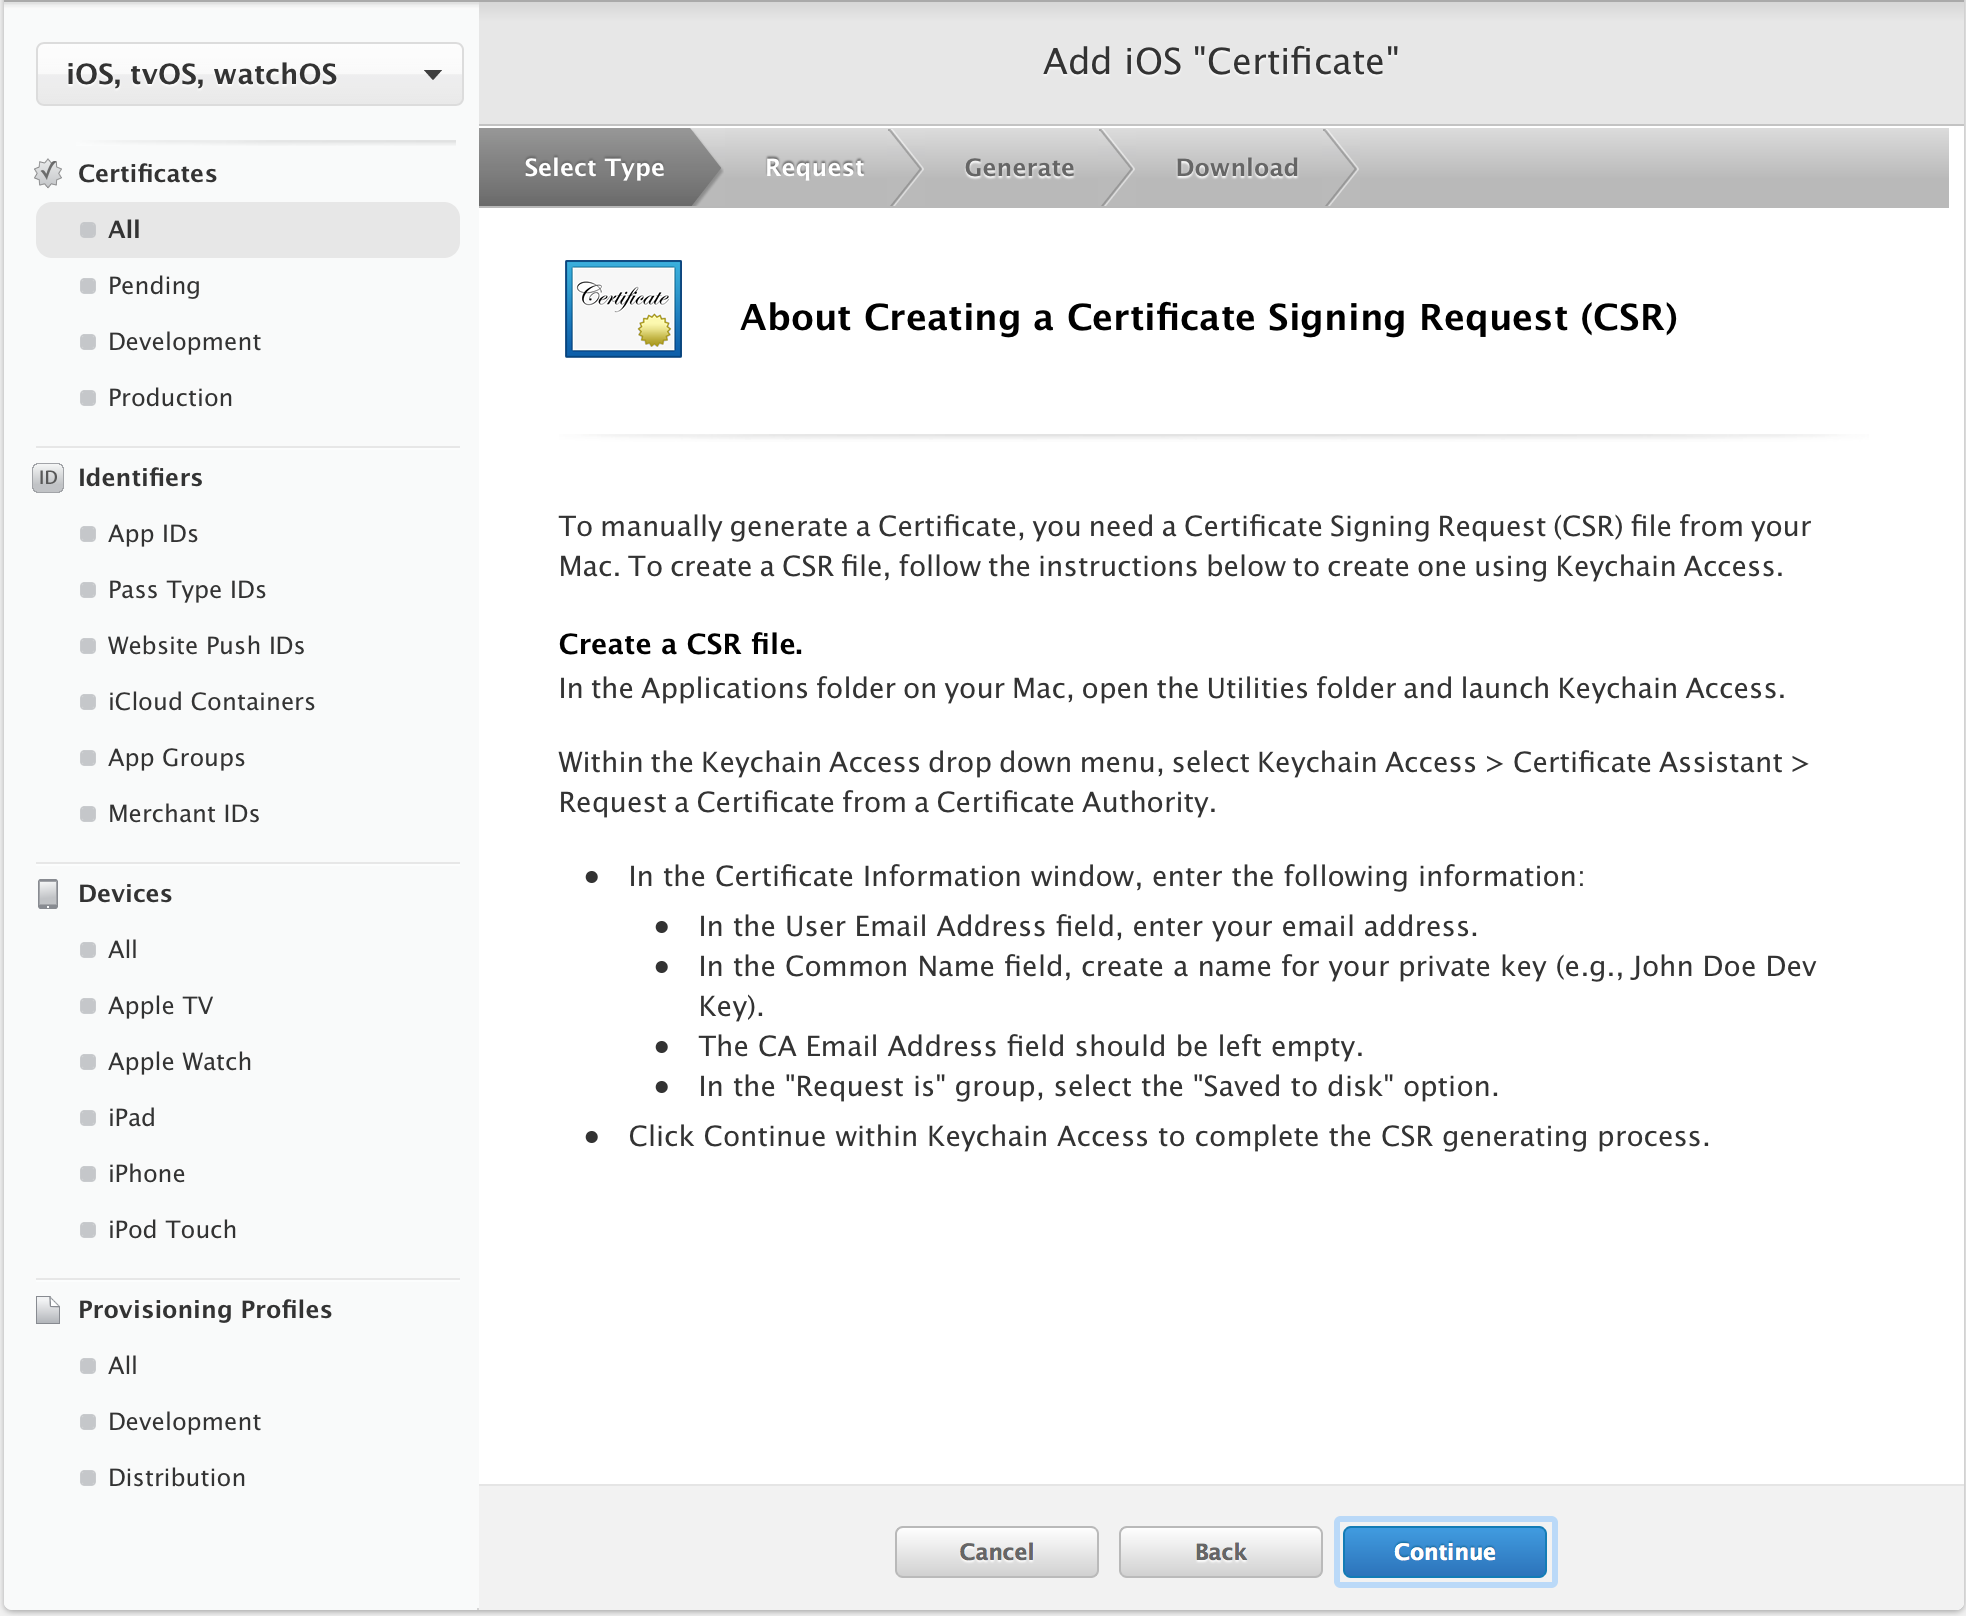 iOS, tvOS, watchOS
Certificates
All
Pending
Development
Production
ID
Identifiers
App IDs
Pass Type IDs
Website Push IDs
iCloud Containers
App Groups
Merchant IDs
Devices
All
Apple TV
Apple Watch
iPad
iPhone
iPod Touch
Provisioning Profiles
All
Development
Distribution
Add iOS "Certificate"
Select Type
Request
Generate
Download
Certificate
About Creating a Certificate Signing Request (CSR)
To manually generate a Certificate, you need a Certificate Signing Request (CSR) file from your
Mac. To create a CSR file, follow the instructions below to create one using Keychain Access.
Create a CSR file.
In the Applications folder on your Mac, open the Utilities folder and launch Keychain Access.
Within the Keychain Access drop down menu, select Keychain Access > Certificate Assistant >
Request a Certificate from a Certificate Authority.
• In the Certificate Information window, enter the following information:
• In the User Email Address field, enter your email address.
• In the Common Name field, create a name for your private key (e.g., John Doe Dev
Key).
• The CA Email Address field should be left empty.
• In the "Request is" group, select the "Saved to disk" option.
• Click Continue within Keychain Access to complete the CSR generating process.
Cancel
Back
Continue